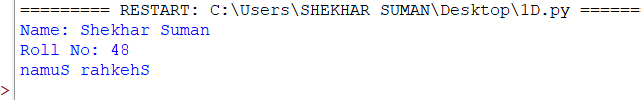 ========= RESTART: C:\Users\SHEKHAR SUMAN\Desktop\1D.py ======
Name: Shekhar Suman
Roll No: 48
namuS rahkehS
>